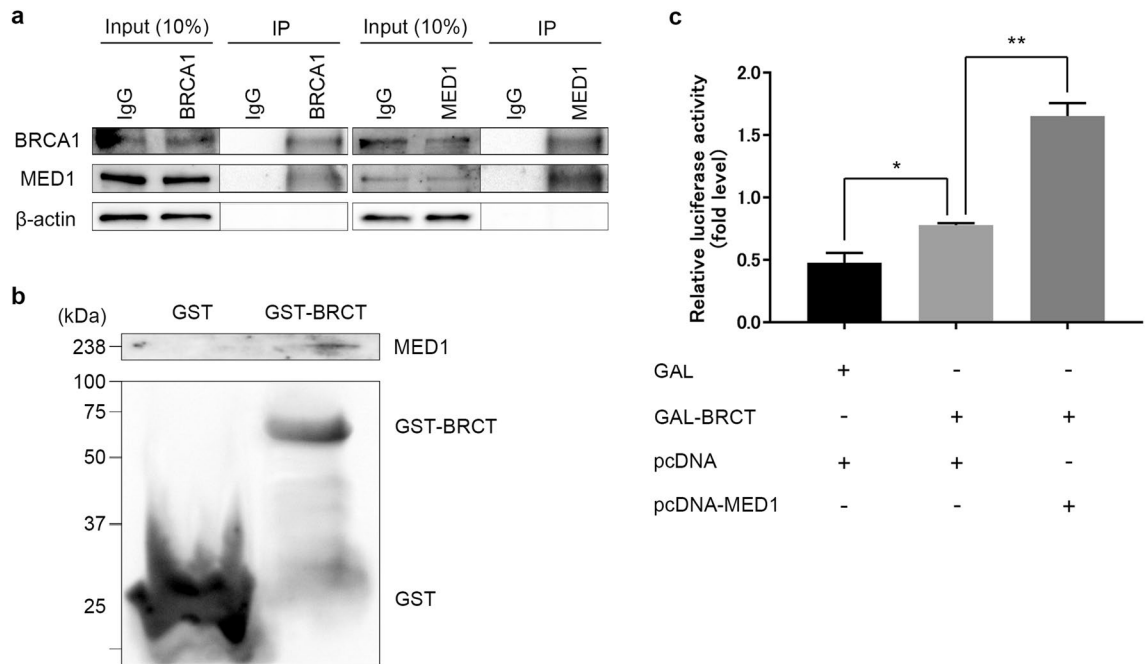 a
Input (10%) IP Input (10%) IP
IgG BRCA1 IgG BRCA1 IgG MED1 IgG MED1
BRCA1
MED1
β-actin
b
(kDa) GST GST-BRCT
238 MED1
100
75
GST-BRCT
50
37
25 GST
c
Relative luciferase activity
(fold level)
2.0
1.5
1.0
0.5
0.0
**
*
GAL + - -
GAL-BRCT - + +
pcDNA + + -
pcDNA-MED1 - - +